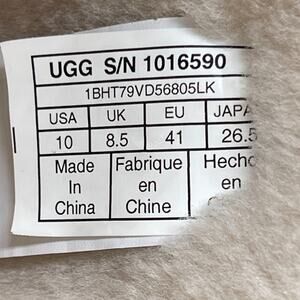 UGG S/N 1016590
1BHT79VD56805LK
USA UK EU JAPA
10 8.5 41 26.5
Made Fabrique Hecho
In en en
China Chine